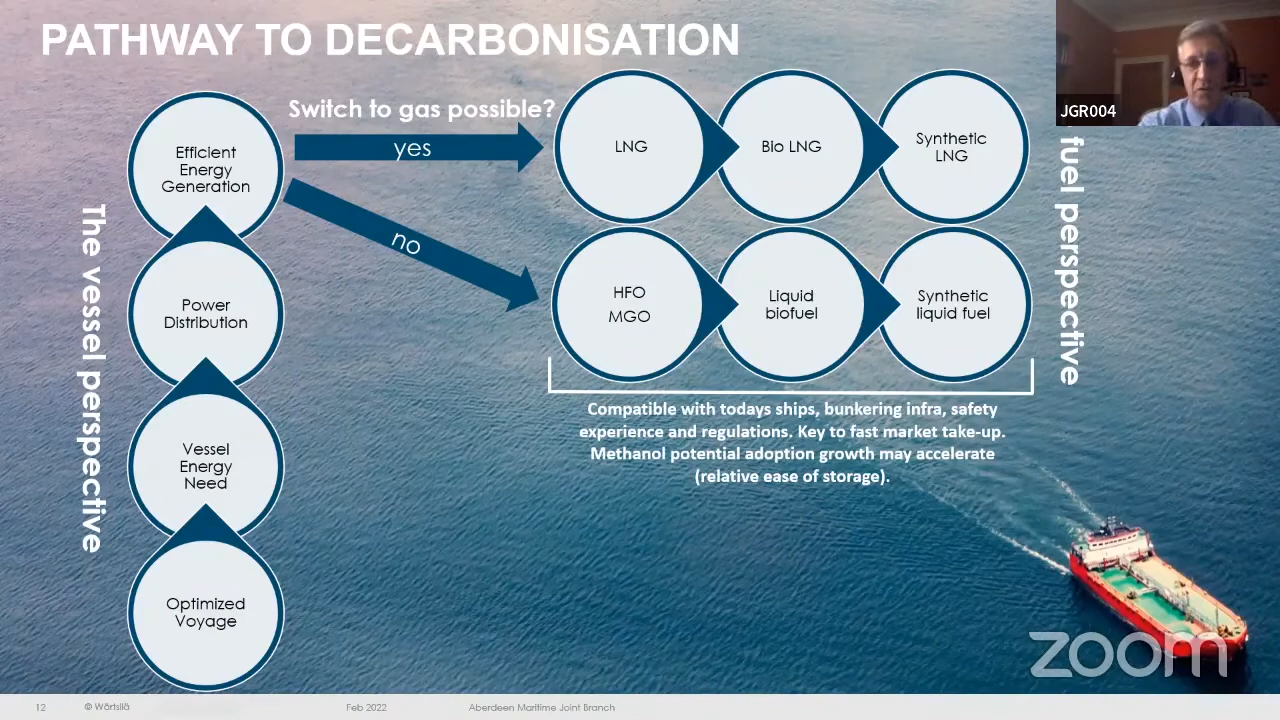 PATHWAY TO DECARBONISATION
JGR004
The vessel perspective
Efficient
Energy
Generation
Power
Distribution
Vessel
Energy
Need
Optimized
Voyage
Switch to gas possible?
yes
no
LNG
Bio LNG
Synthetic
LNG
HFO
MGO
Liquid
biofuel
Synthetic
liquid fuel
fuel perspective
Compatible with todays ships, bunkering infra, safety
experience and regulations. Key to fast market take-up.
Methanol potential adoption growth may accelerate
(relative ease of storage).
zoom
12
© Wärtsilä
Feb 2022
Aberdeen Maritime Joint Branch